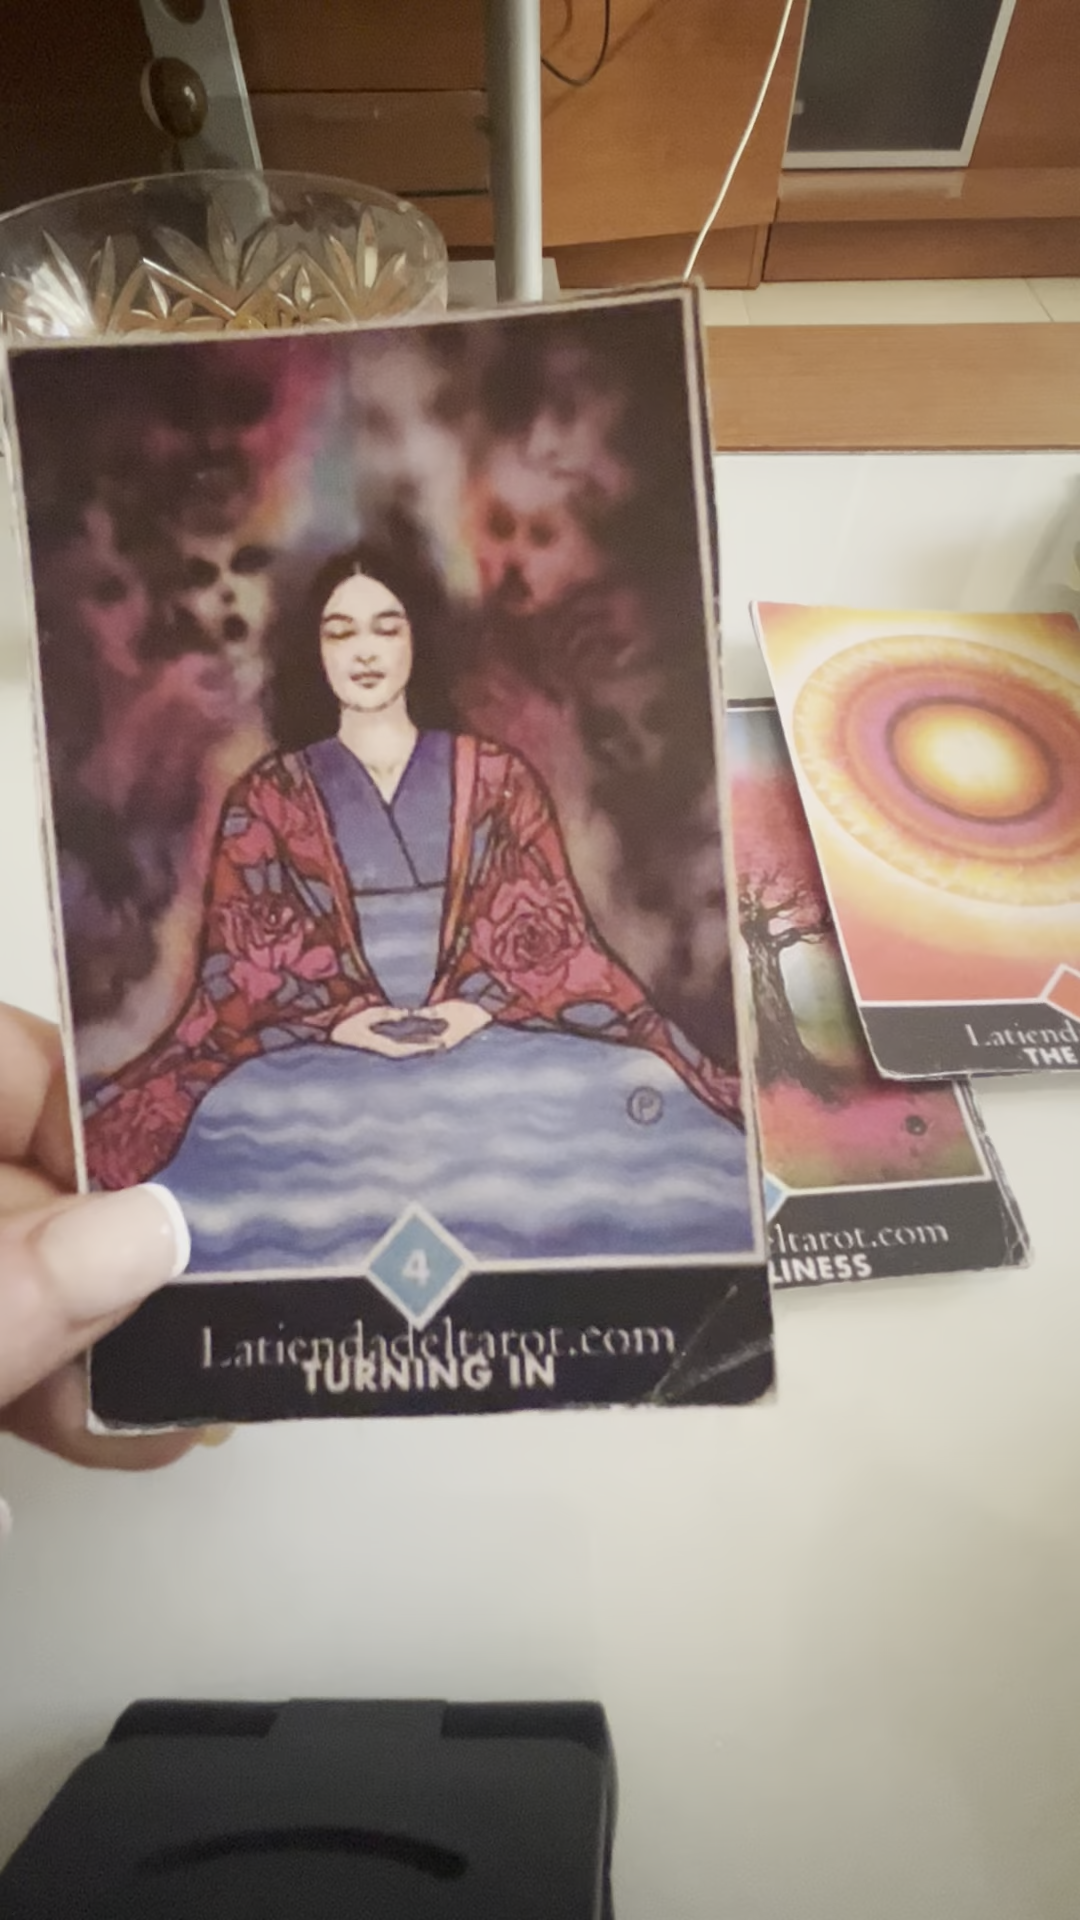 4
Latiendadeltarot.com
TURNING IN
P
eltarot.com
LINESS
Latiend
THE